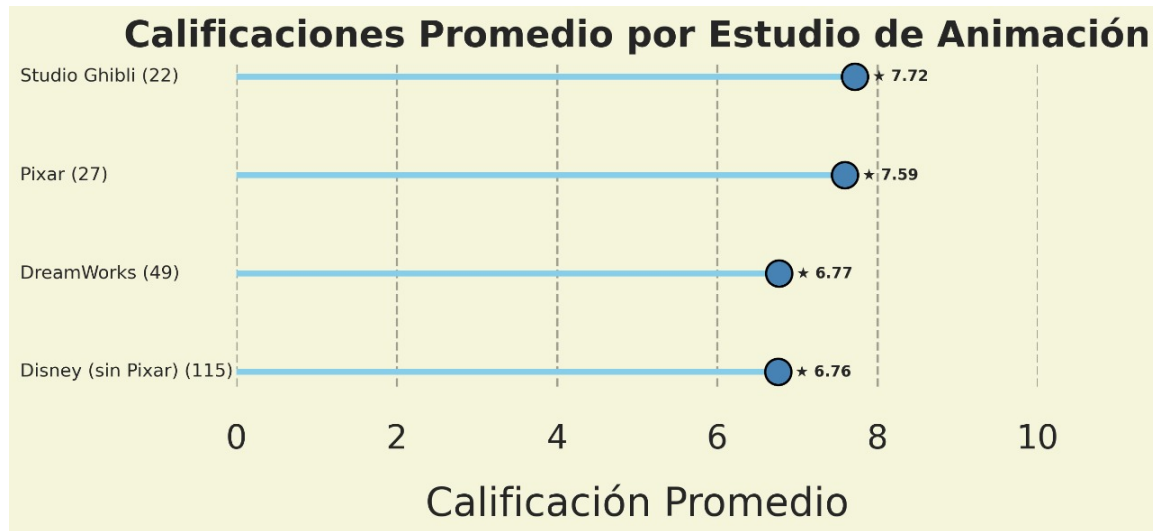 Calificaciones Promedio por Estudio de Animación
Studio Ghibli (22)
★ 7.72
Pixar (27)
★ 7.59
DreamWorks (49)
★ 6.77
Disney (sin Pixar) (115)
★ 6.76
0 2 4 6 8 10
Calificación Promedio